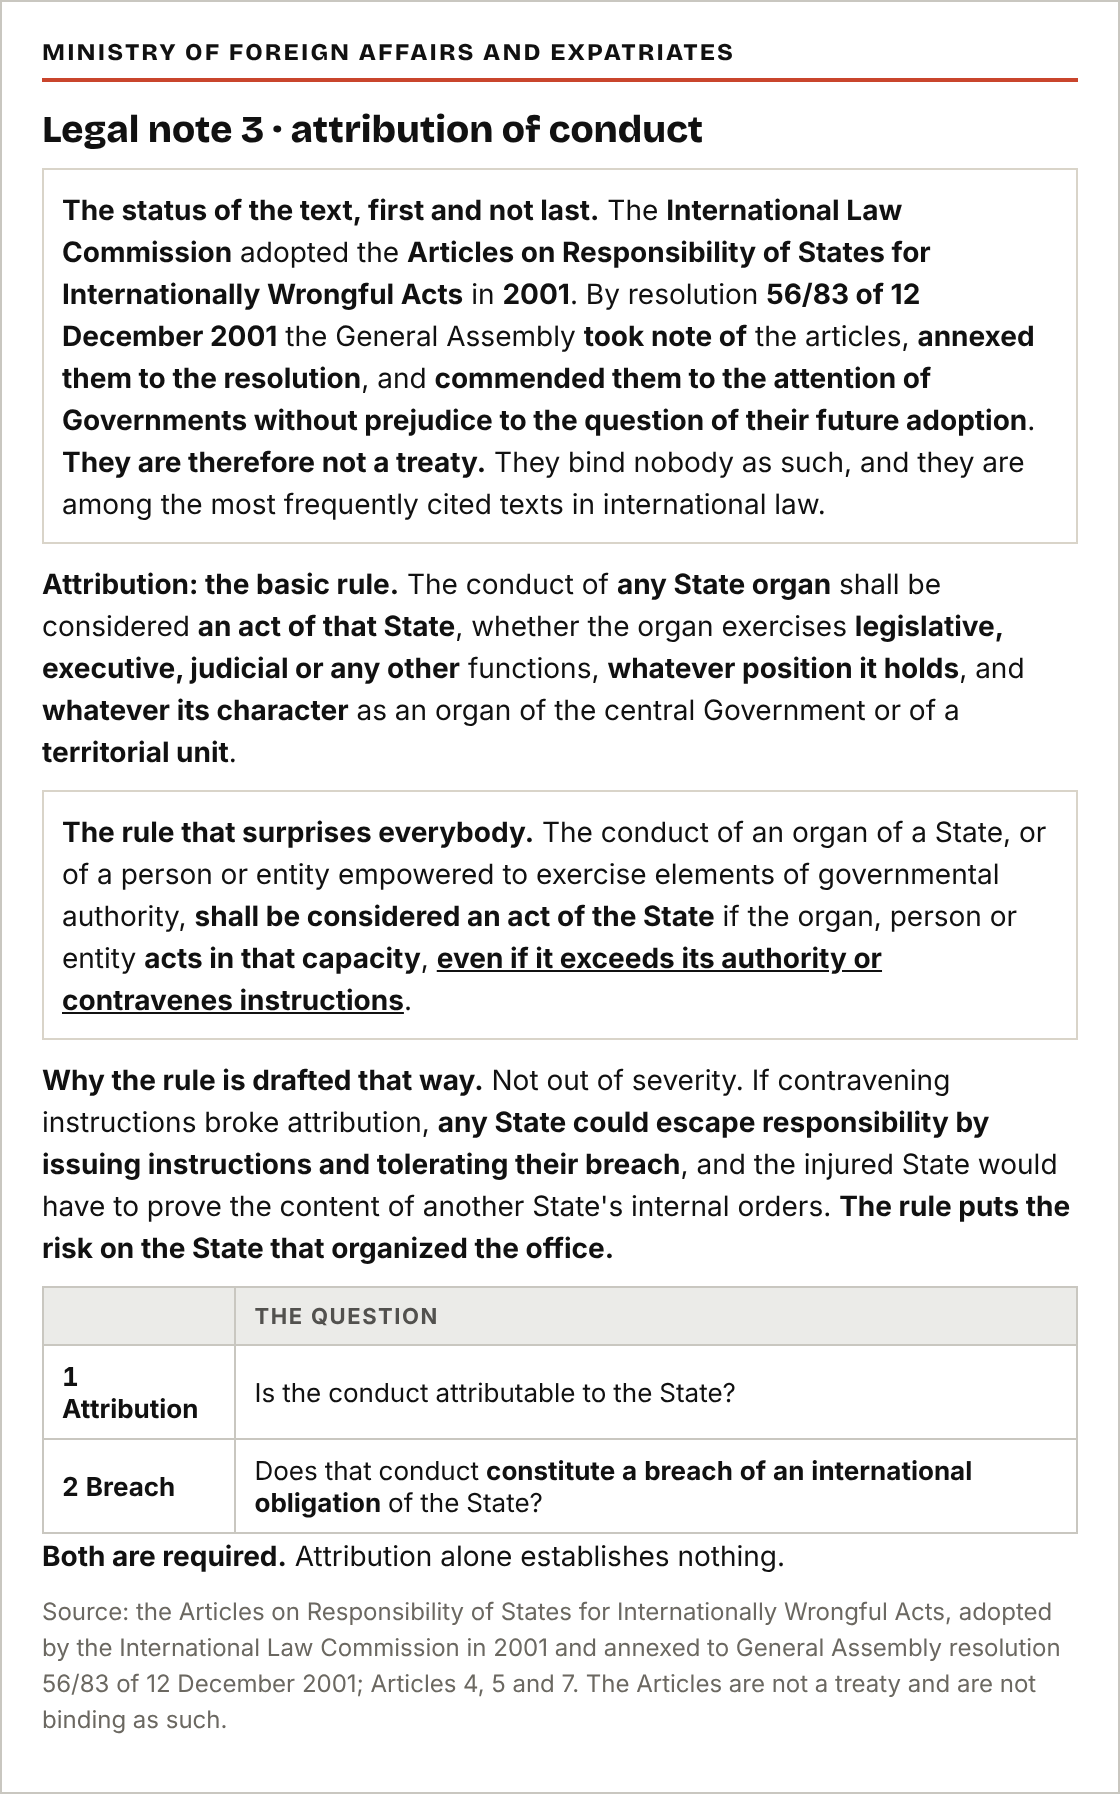 MINISTRY OF FOREIGN AFFAIRS AND EXPATRIATES
Legal note 3 · attribution of conduct
The status of the text, first and not last. The International Law
Commission adopted the Articles on Responsibility of States for
Internationally Wrongful Acts in 2001. By resolution 56/83 of 12
December 2001 the General Assembly took note of the articles, annexed
them to the resolution, and commended them to the attention of
Governments without prejudice to the question of their future adoption.
They are therefore not a treaty. They bind nobody as such, and they are
among the most frequently cited texts in international law.
Attribution: the basic rule. The conduct of any State organ shall be
considered an act of that State, whether the organ exercises legislative,
executive, judicial or any other functions, whatever position it holds, and
whatever its character as an organ of the central Government or of a
territorial unit.
The rule that surprises everybody. The conduct of an organ of a State, or
of a person or entity empowered to exercise elements of governmental
authority, shall be considered an act of the State if the organ, person or
entity acts in that capacity, even if it exceeds its authority or
contravenes instructions.
Why the rule is drafted that way. Not out of severity. If contravening
instructions broke attribution, any State could escape responsibility by
issuing instructions and tolerating their breach, and the injured State would
have to prove the content of another State's internal orders. The rule puts the
risk on the State that organized the office.
THE QUESTION
1
Attribution
Is the conduct attributable to the State?
2 Breach
Does that conduct constitute a breach of an international
obligation of the State?
Both are required. Attribution alone establishes nothing.
Source: the Articles on Responsibility of States for Internationally Wrongful Acts, adopted
by the International Law Commission in 2001 and annexed to General Assembly resolution
56/83 of 12 December 2001; Articles 4, 5 and 7. The Articles are not a treaty and are not
binding as such.